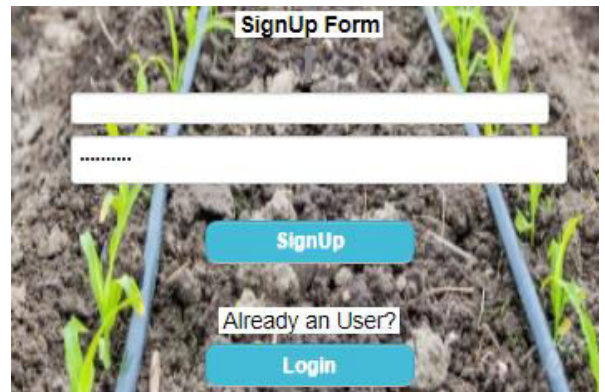 SignUp Form
..........
SignUp
Already an User?
Login